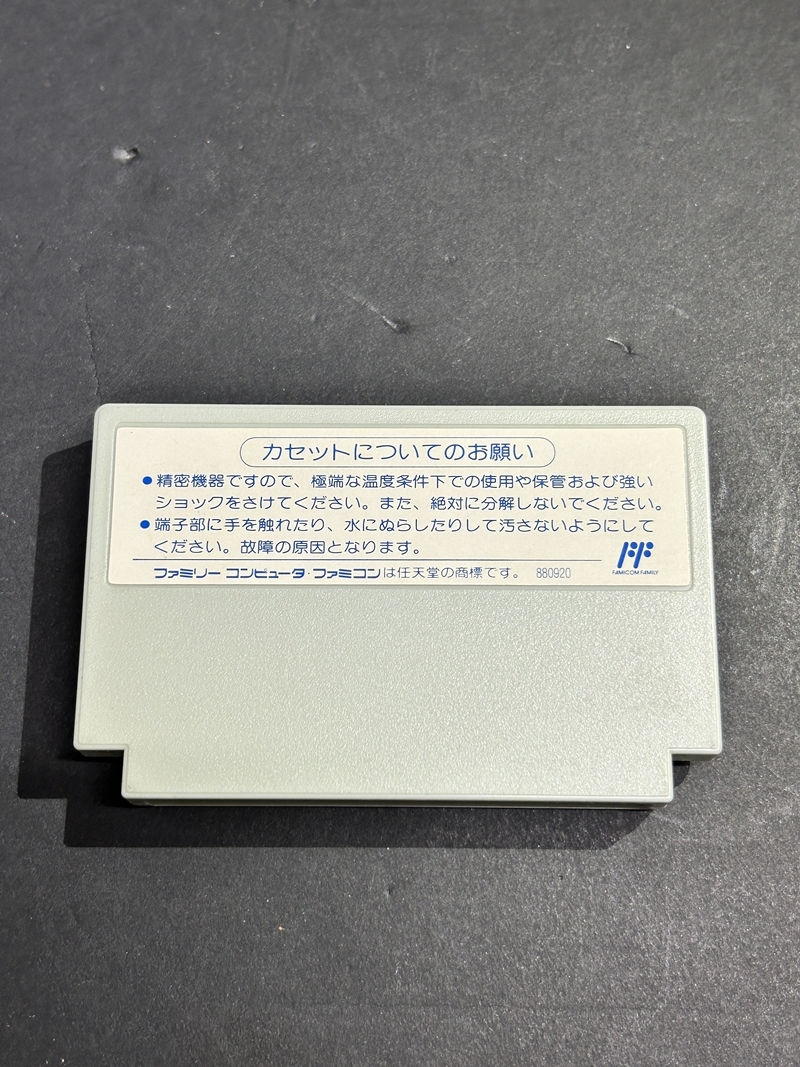 カセットについてのお願い
●精密機器ですので、極端な温度条件下での使用や保管および強い
ショックをさけてください。また、絶対に分解しないでください。
●端子部に手を触れたり、水にぬらしたりして汚さないようにして
ください。故障の原因となります。
FAMICOM FAMILY
ファミリー コンピュータ・ファミコンは任天堂の商標です。 880920